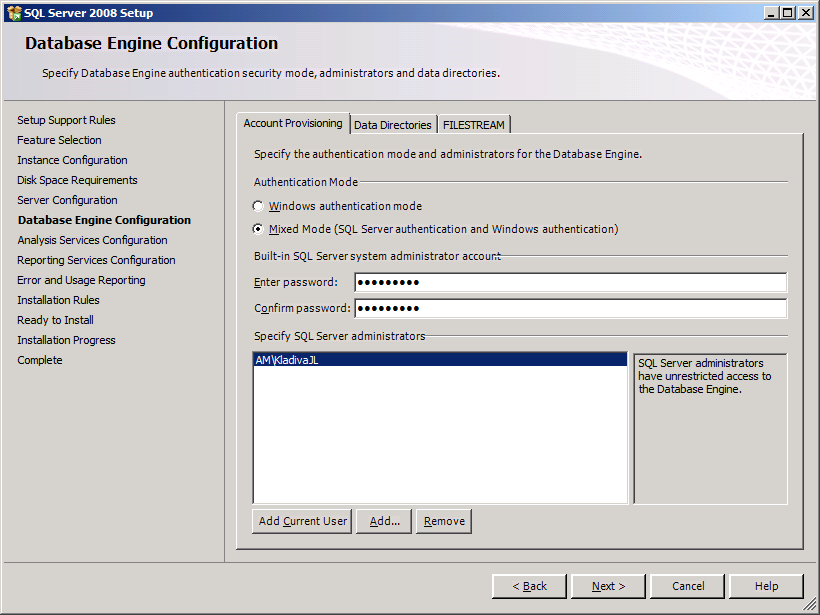 SQL Server 2008 Setup
Database Engine Configuration
Specify Database Engine authentication security mode, administrators and data directories.
Setup Support Rules
Feature Selection
Instance Configuration
Disk Space Requirements
Server Configuration
Database Engine Configuration
Analysis Services Configuration
Reporting Services Configuration
Error and Usage Reporting
Installation Rules
Ready to Install
Installation Progress
Complete
Account Provisioning
Data Directories
FILESTREAM
Specify the authentication mode and administrators for the Database Engine.
Authentication Mode
Windows authentication mode
Mixed Mode (SQL Server authentication and Windows authentication)
Built-in SQL Server system administrator account
Enter password: ●●●●●●●●●
Confirm password: ●●●●●●●●●
Specify SQL Server administrators
AM\KladivaJL
SQL Server administrators
have unrestricted access to
the Database Engine.
Add Current User
Add...
Remove
< Back
Next >
Cancel
Help